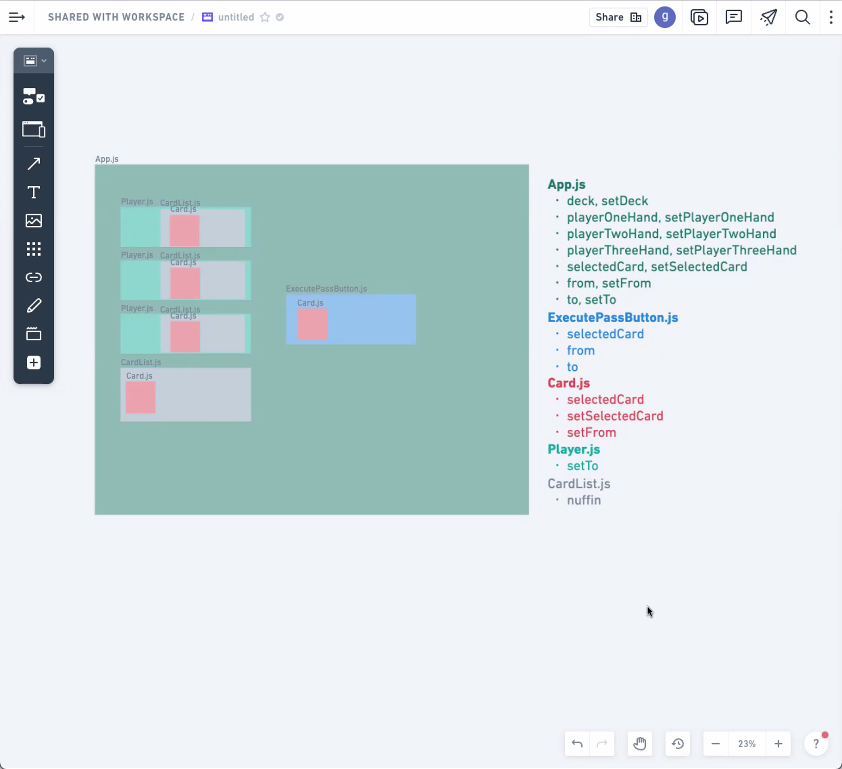 SHARED WITH WORKSPACE / untitled
Share
g
App.js
Player.js CardList.js
Card.js
Player.js CardList.js
Card.js
Player.js CardList.js
Card.js
CardList.js
Card.js
ExecutePassButton.js
Card.js
App.js
· deck, setDeck
· playerOneHand, setPlayerOneHand
· playerTwoHand, setPlayerTwoHand
· playerThreeHand, setPlayerThreeHand
· selectedCard, setSelectedCard
· from, setFrom
· to, setTo
ExecutePassButton.js
· selectedCard
· from
· to
Card.js
· selectedCard
· setSelectedCard
· setFrom
Player.js
· setTo
CardList.js
· nuffin
T
23%
?